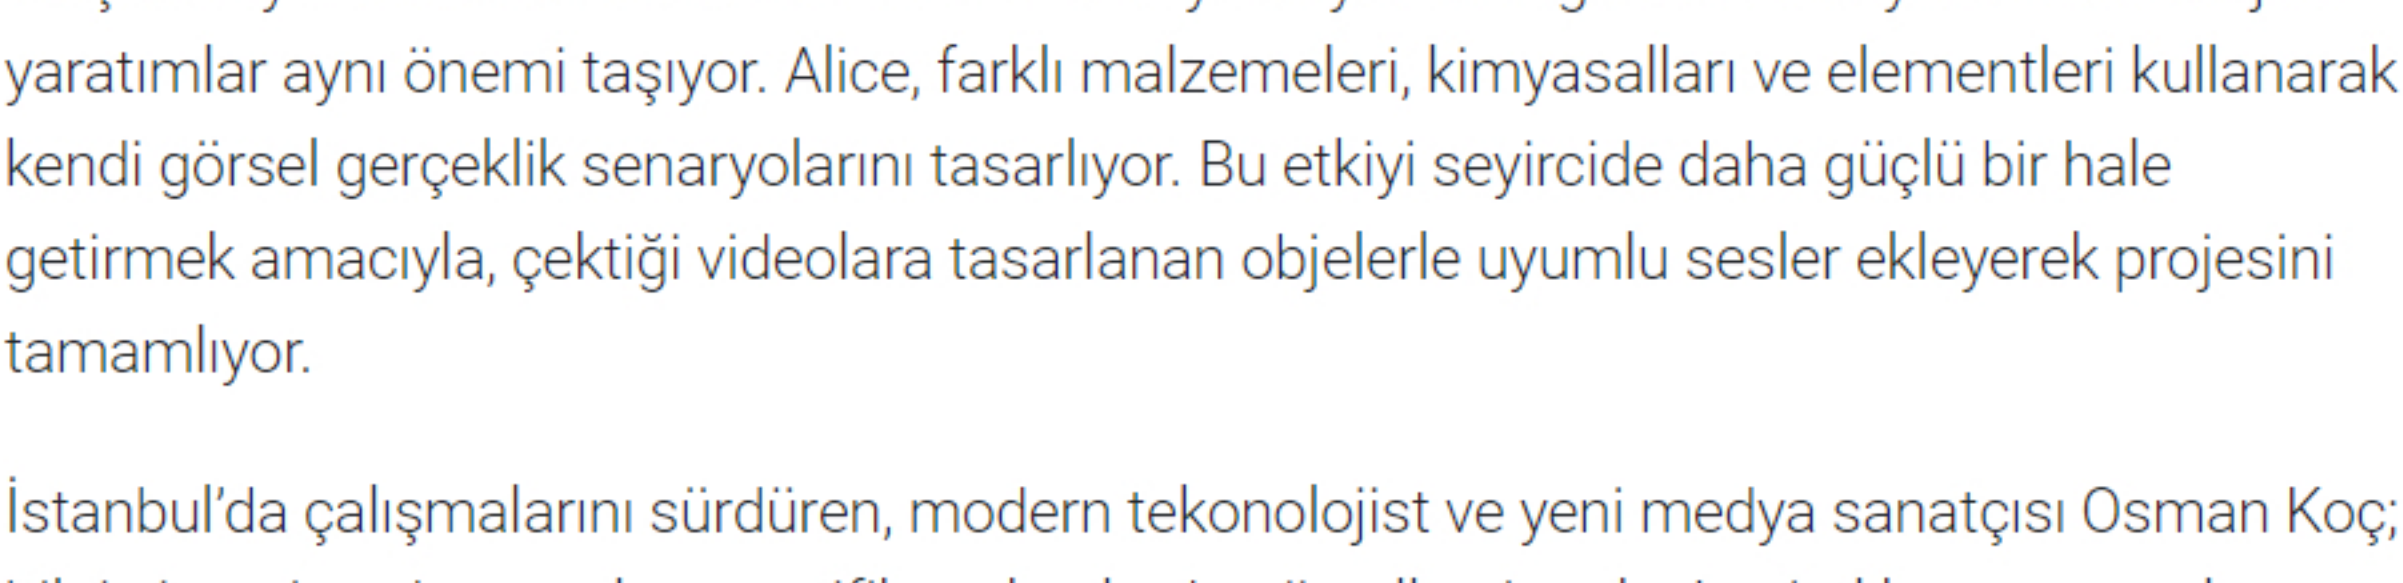 yaratımlar aynı önemi taşıyor. Alice, farklı malzemeleri, kimyasalları ve elementleri kullanarak
kendi görsel gerçeklik senaryolarını tasarlıyor. Bu etkiyi seyircide daha güçlü bir hale
getirmek amacıyla, çektiği videolara tasarlanan objelerle uyumlu sesler ekleyerek projesini
tamamlıyor.
İstanbul’da çalışmalarını sürdüren, modern tekonolojist ve yeni medya sanatçısı Osman Koç;